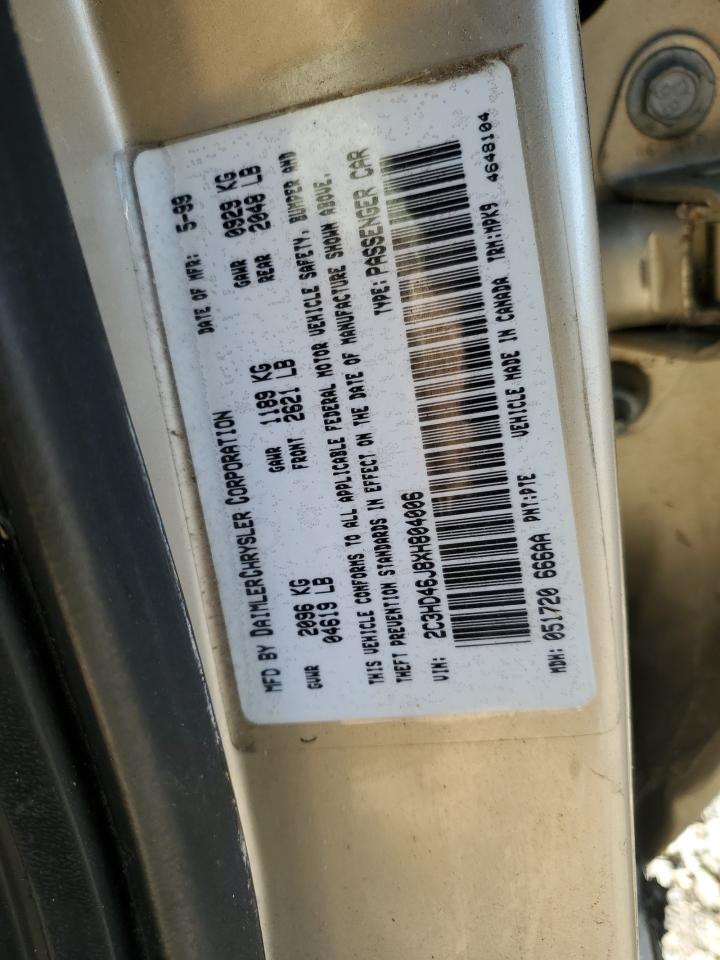 MFD BY DAIMLERCHRYSLER CORPORATION DATE OF MFR: 5-99
GVWR 2096 KG GAWR 1189 KG GAWR 0929 KG
04619 LB FRONT 2621 LB REAR 2048 LB
THIS VEHICLE CONFORMS TO ALL APPLICABLE FEDERAL MOTOR VEHICLE SAFETY, BUMPER AND
THEFT PREVENTION STANDARDS IN EFFECT ON THE DATE OF MANUFACTURE SHOWN ABOVE.
VIN: 2C3HD46J8XH804006 TYPE: PASSENGER CAR
MDH: 051720 666AA PNT:PTE VEHICLE MADE IN CANADA TRM:MPK9 4648104